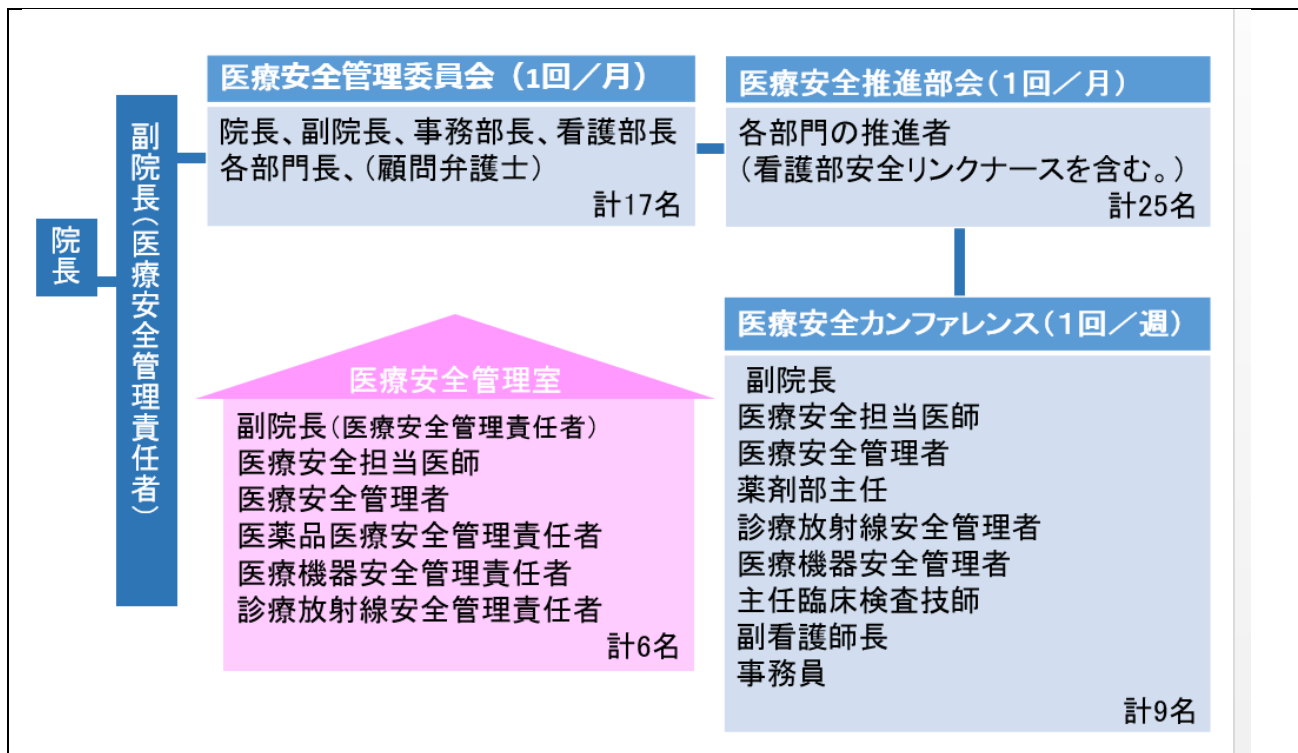 院長
副院長（医療安全管理責任者）
医療安全管理委員会（1回／月）
院長、副院長、事務部長、看護部長
各部門長、（顧問弁護士）
計17名
医療安全推進部会（１回／月）
各部門の推進者
（看護部安全リンクナースを含む。）
計25名
医療安全管理室
副院長（医療安全管理責任者）
医療安全担当医師
医療安全管理者
医薬品医療安全管理責任者
医療機器安全管理責任者
診療放射線安全管理責任者
計6名
医療安全カンファレンス（１回／週）
副院長
医療安全担当医師
医療安全管理者
薬剤部主任
診療放射線安全管理者
医療機器安全管理者
主任臨床検査技師
副看護師長
事務員
計9名